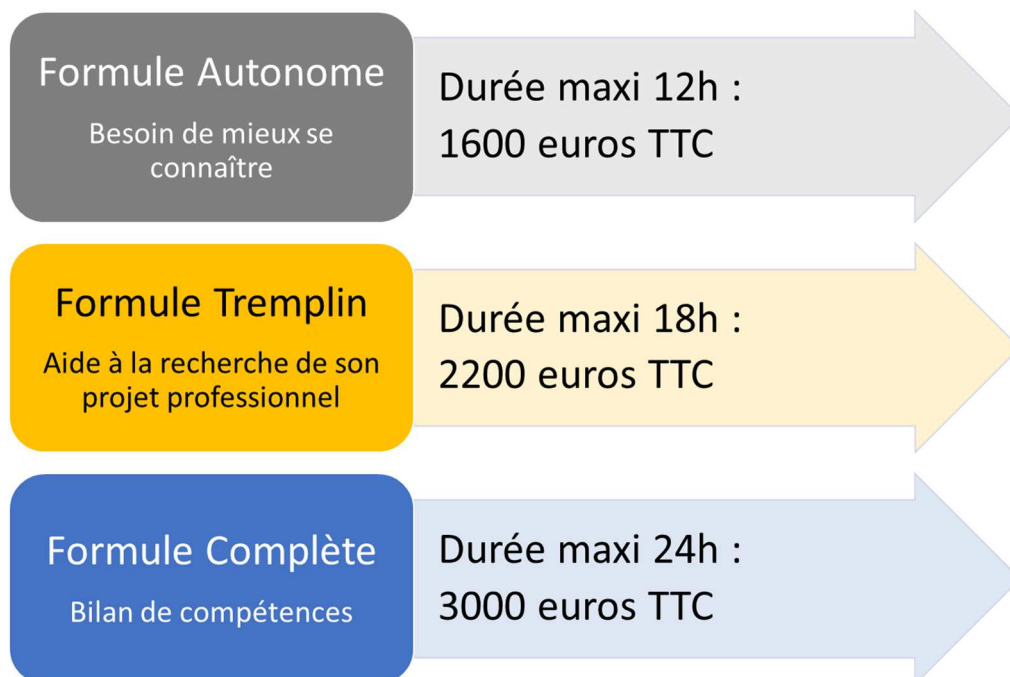 Formule Autonome
Besoin de mieux se
connaître
Durée maxi 12h :
1600 euros TTC
Formule Tremplin
Aide à la recherche de son
projet professionnel
Durée maxi 18h :
2200 euros TTC
Formule Complète
Bilan de compétences
Durée maxi 24h :
3000 euros TTC